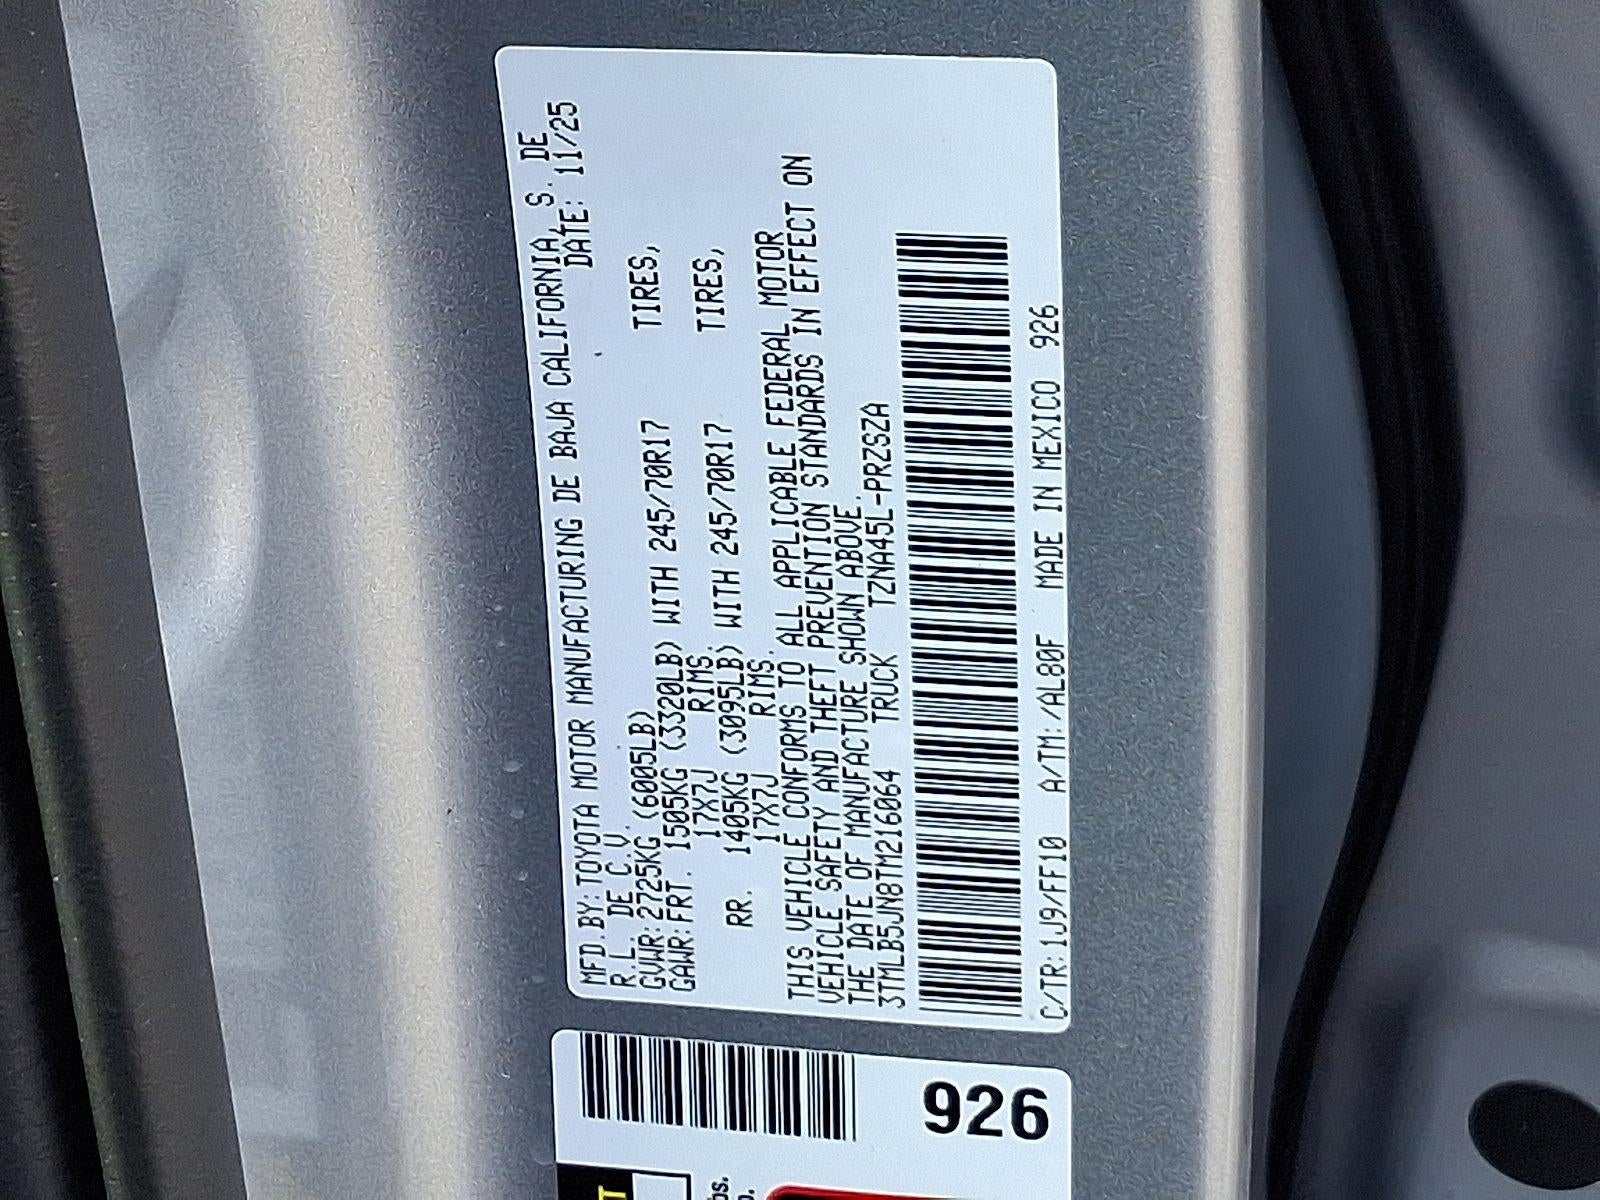 MFD.BY:TOYOTA MOTOR MANUFACTURING DE BAJA CALIFORNIA, S. DE
R.L. DE C.V. DATE: 11/25
GVWR:2725KG (6005LB)
GAWR:FRT. 1505KG (3320LB) WITH 245/70R17 TIRES,
17X7J RIMS.
RR. 1405KG (3095LB) WITH 245/70R17 TIRES,
17X7J RIMS.
THIS VEHICLE CONFORMS TO ALL APPLICABLE FEDERAL MOTOR
VEHICLE SAFETY AND THEFT PREVENTION STANDARDS IN EFFECT ON
THE DATE OF MANUFACTURE SHOWN ABOVE.
3TMLB5JN8TM216064 TRUCK TZNA45L-PRZSZA
C/TR:1J9/FF10 A/TM:/AL80F MADE IN MEXICO 926
926